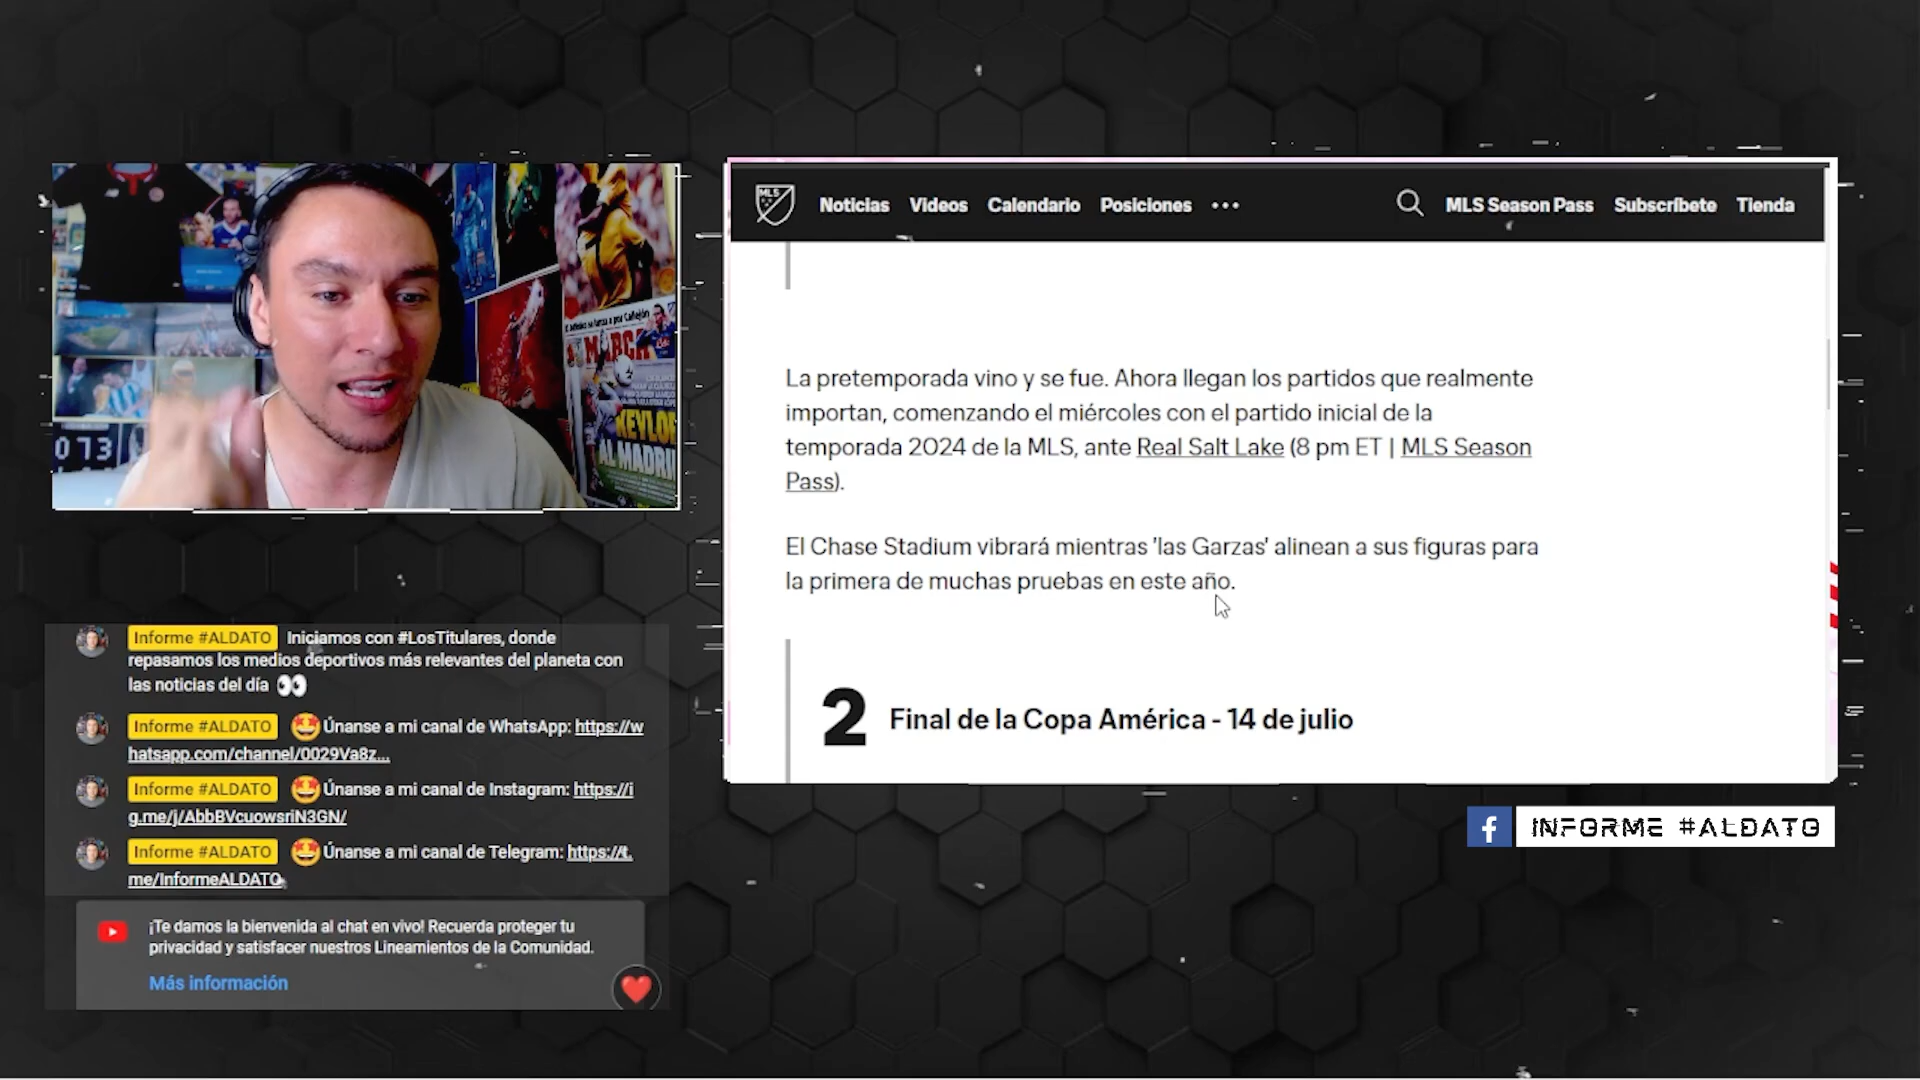 MLS
Noticias Videos Calendario Posiciones
MLS Season Pass Subscríbete Tienda
La pretemporada vino y se fue. Ahora llegan los partidos que realmente
importan, comenzando el miércoles con el partido inicial de la
temporada 2024 de la MLS, ante Real Salt Lake (8 pm ET | MLS Season
Pass).
El Chase Stadium vibrará mientras 'las Garzas' alinean a sus figuras para
la primera de muchas pruebas en este año.
2 Final de la Copa América - 14 de julio
f INFORME #ALDATO
MARCA
KEYLO
AL MADRI
073
Informe #ALDATO Iniciamos con #LosTitulares, donde
repasamos los medios deportivos más relevantes del planeta con
las noticias del día 👀
Informe #ALDATO 🤩Únanse a mi canal de WhatsApp: https://w
hatsapp.com/channel/0029Va8z...
Informe #ALDATO 🤩Únanse a mi canal de Instagram: https://i
g.me/j/AbbBVcuowsriN3GN/
Informe #ALDATO 🤩Únanse a mi canal de Telegram: https://t.
me/InformeALDATO
¡Te damos la bienvenida al chat en vivo! Recuerda proteger tu
privacidad y satisfacer nuestros Lineamientos de la Comunidad.
Más información